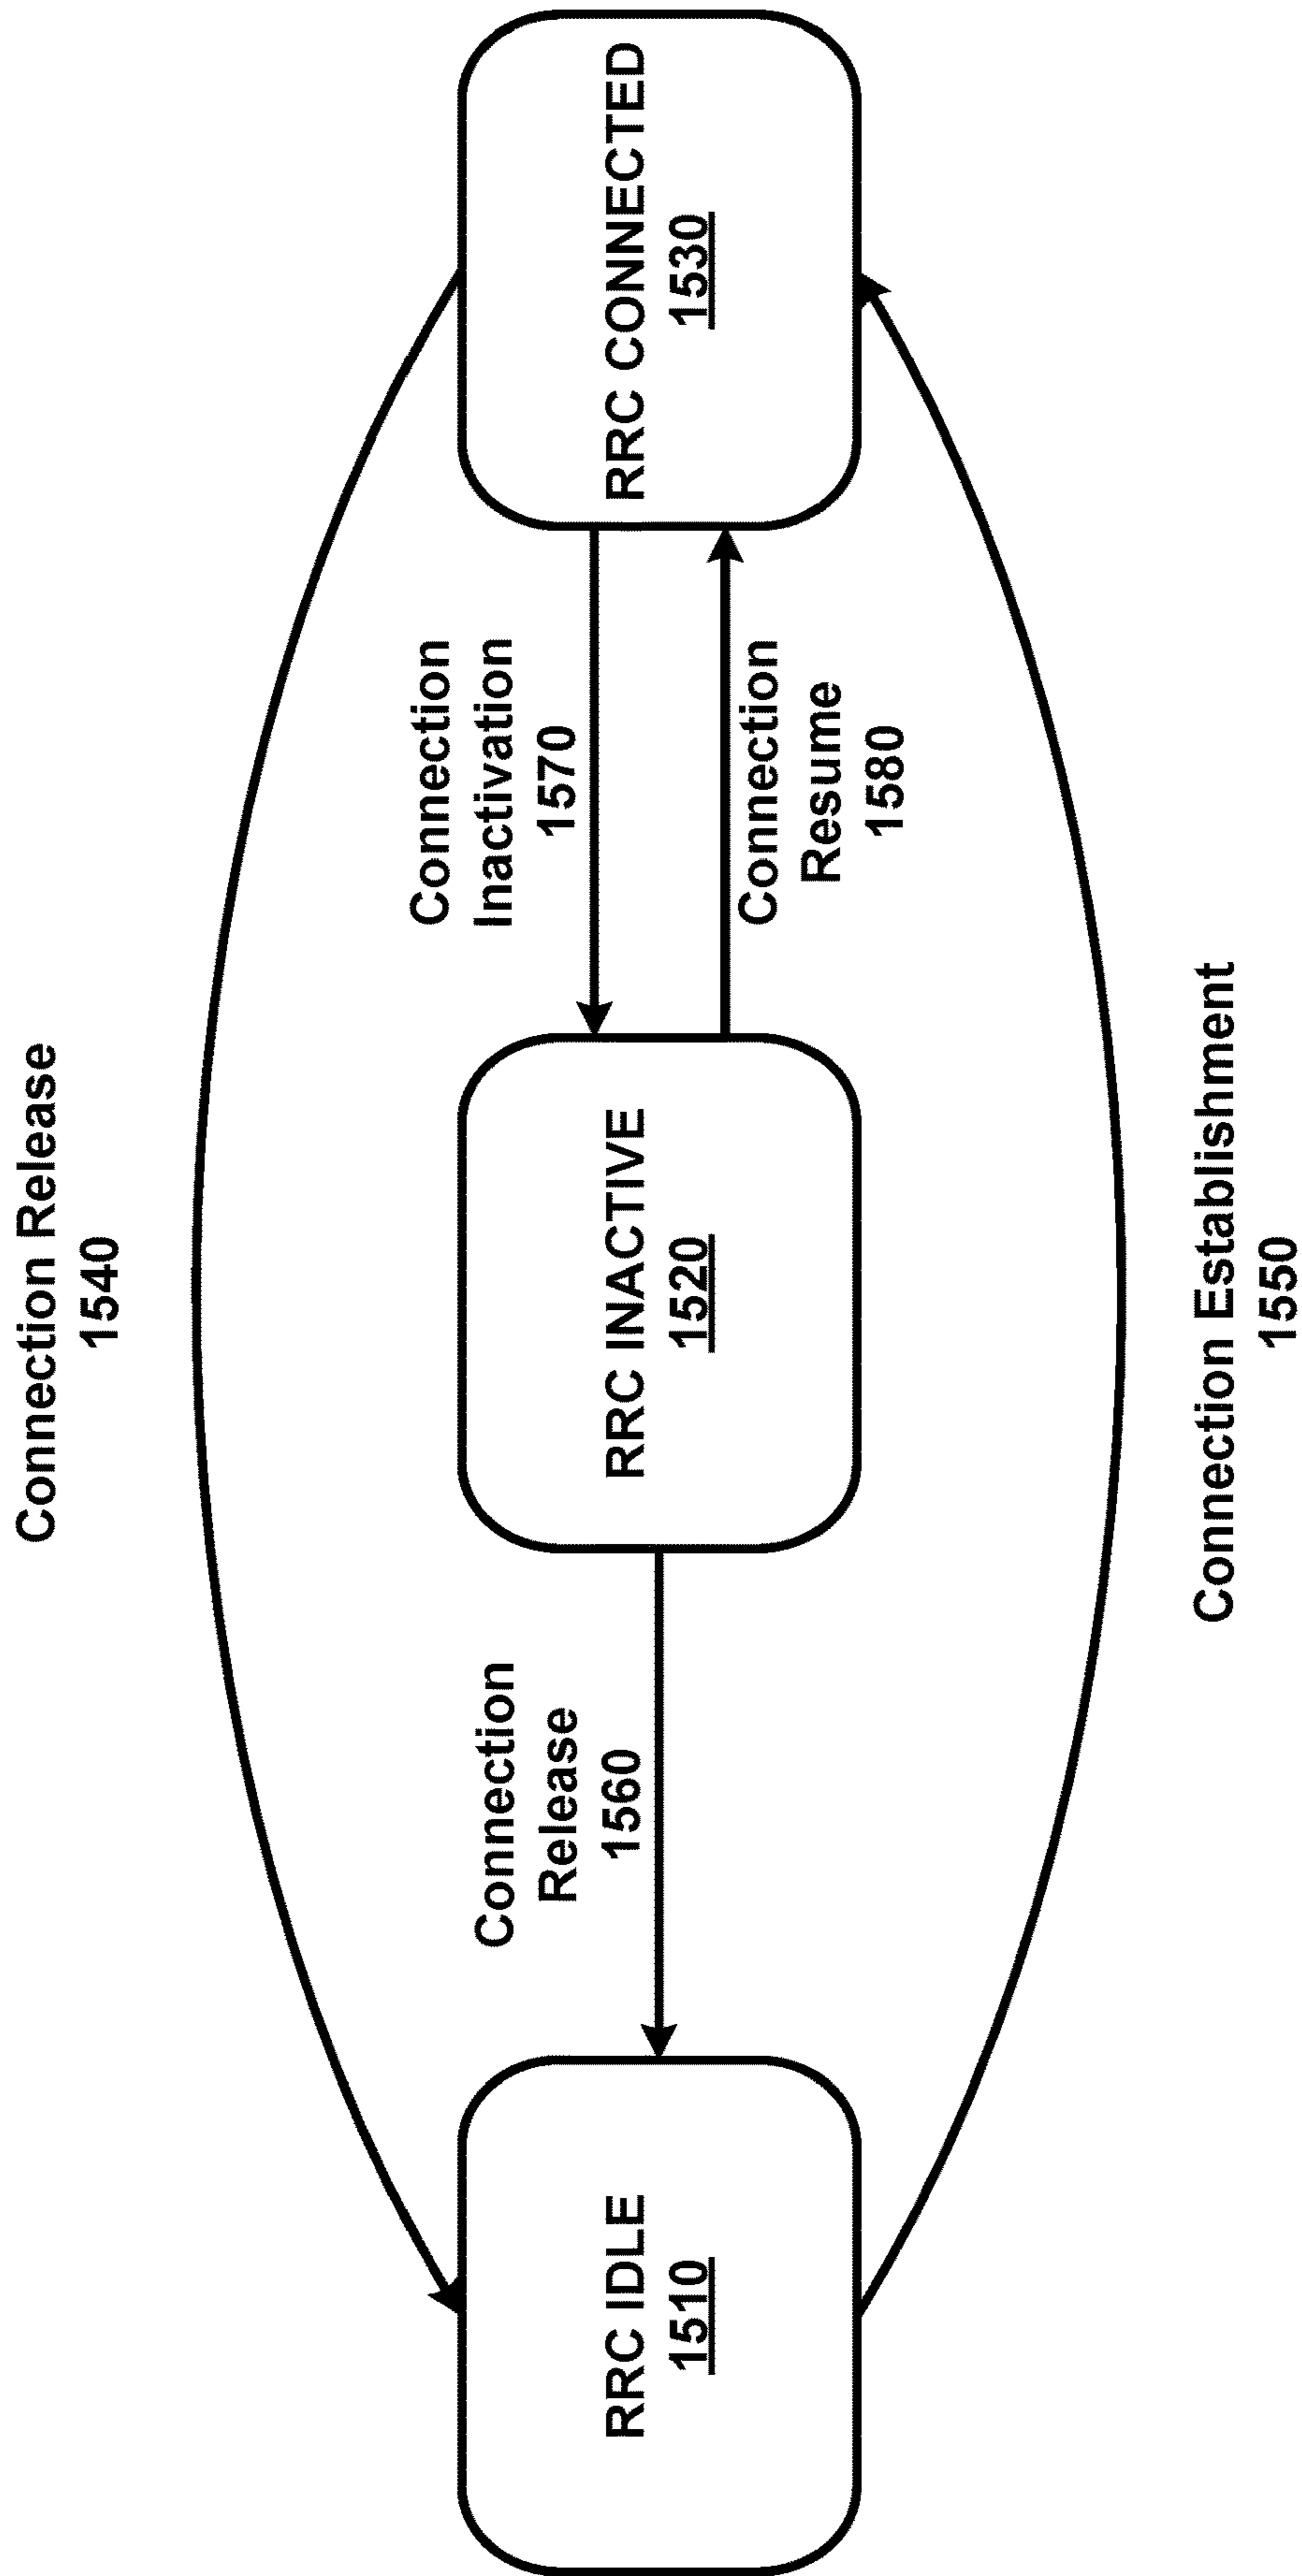 Connection Release
1540
RRC IDLE
1510
Connection
Release
1560
RRC INACTIVE
1520
Connection
Inactivation
1570
Connection
Resume
1580
RRC CONNECTED
1530
Connection Establishment
1550